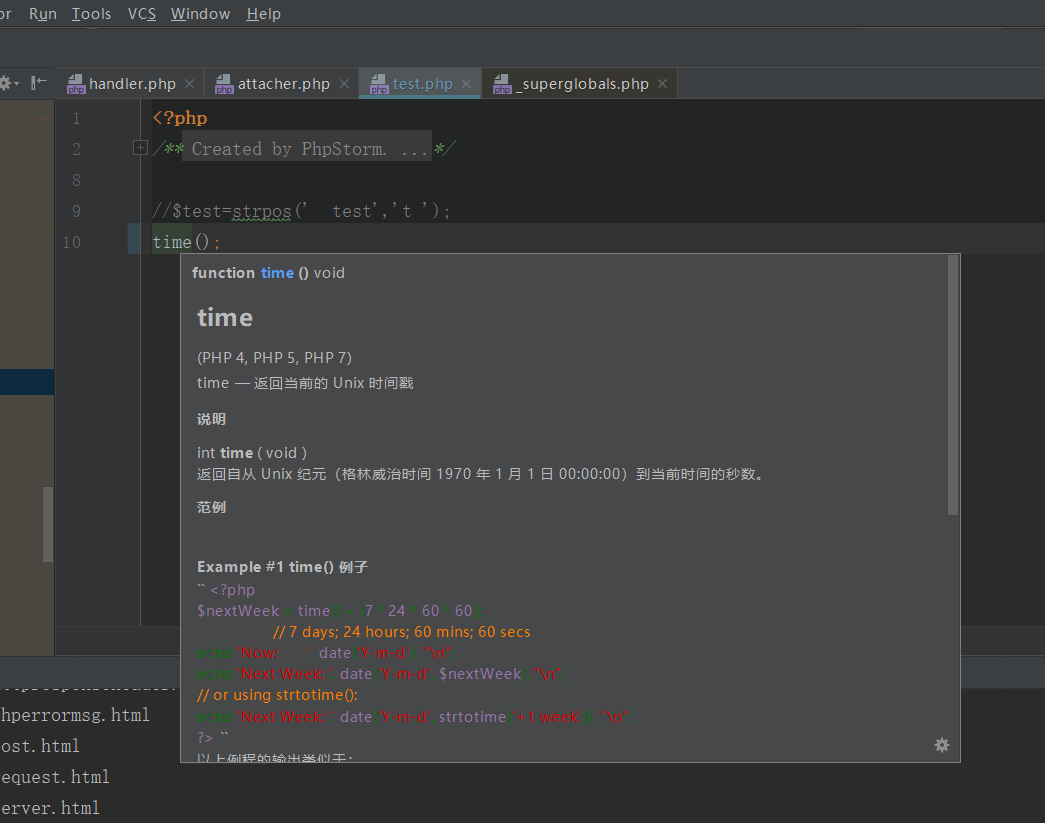 Run Tools VCS Window Help
handler.php attacher.php test.php _superglobals.php
1 <?php
2 /** Created by PhpStorm. ...*/
8
9 //$test=strpos(' test','t ');
10 time();
function time () void
time
(PHP 4, PHP 5, PHP 7)
time — 返回当前的 Unix 时间戳
说明
int time ( void )
返回自从 Unix 纪元（格林威治时间 1970 年 1 月 1 日 00:00:00）到当前时间的秒数。
范例
Example #1 time() 例子
`` <?php
$nextWeek = time() + (7 * 24 * 60 * 60);
// 7 days; 24 hours; 60 mins; 60 secs
echo 'Now: ' date('Y-m-d') "\n"
echo 'Next Week: ' date('Y-m-d' $nextWeek) "\n"
// or using strtotime():
echo 'Next Week: ' date('Y-m-d' strtotime('+1 week')) "\n"
?> ``
以上例程的输出类似于：
hperrormsg.html
ost.html
equest.html
erver.html